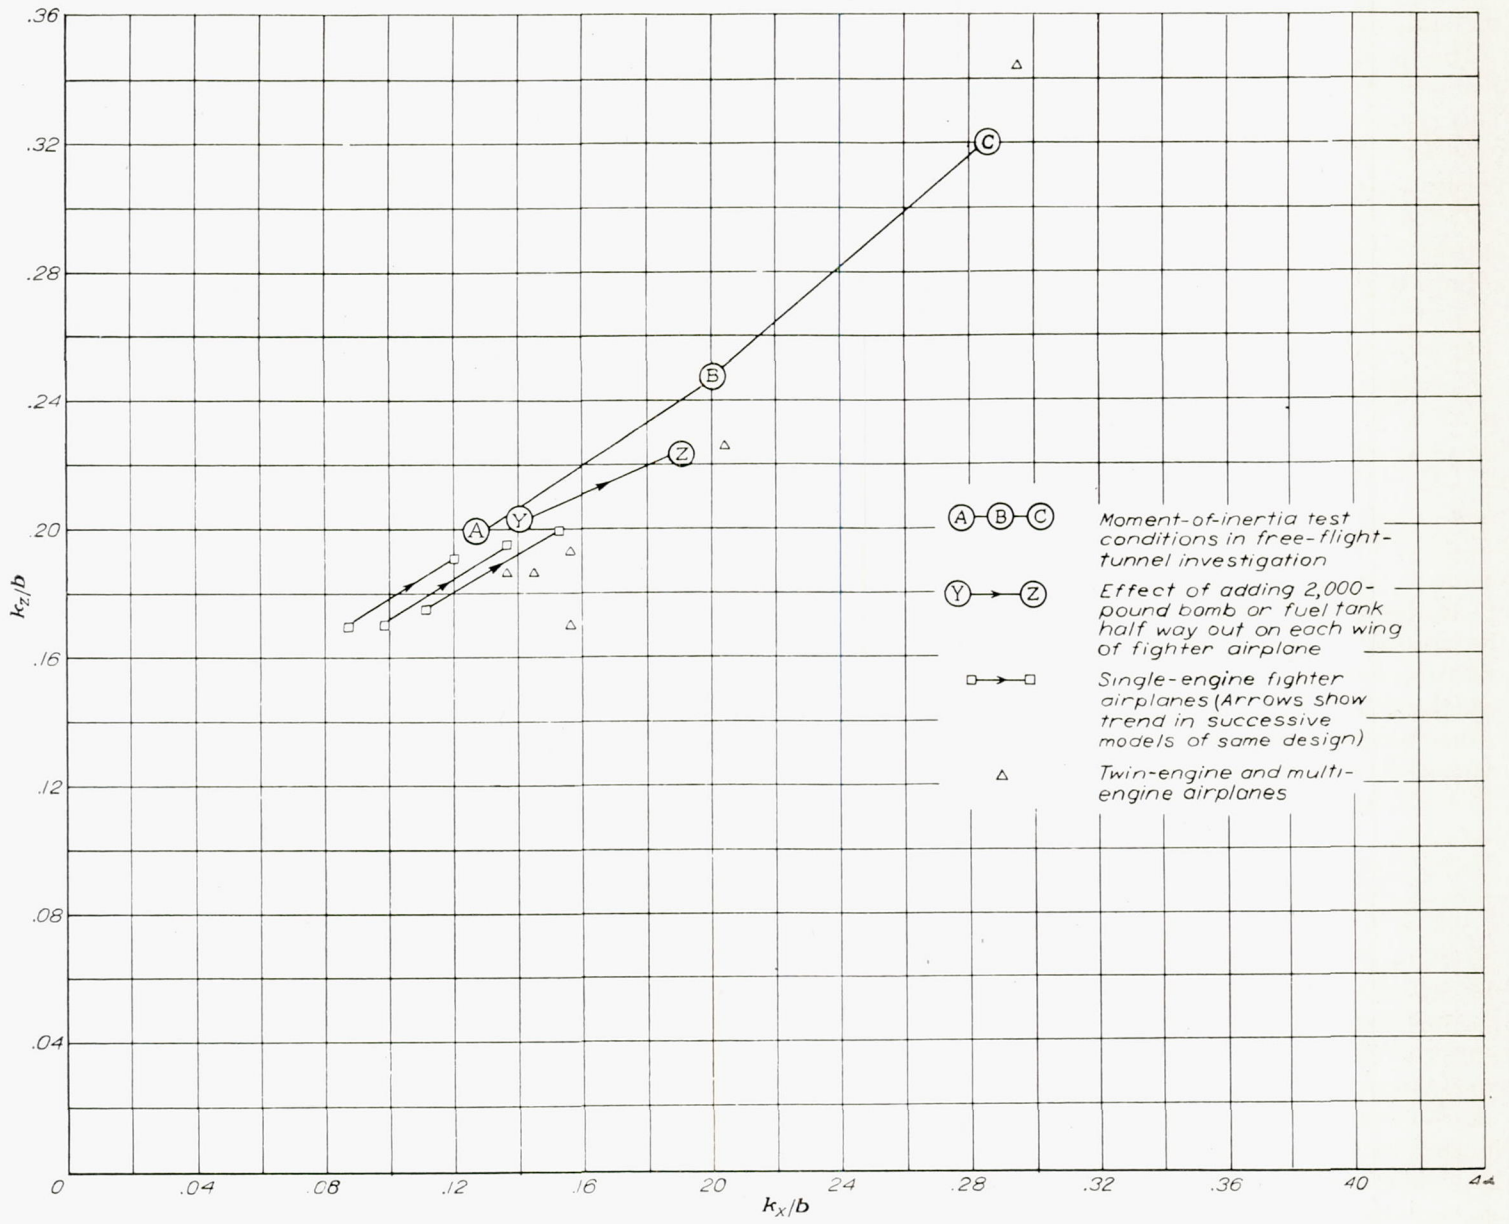 .36
.32
.28
.24
.20
.16
.12
.08
.04
kz/b
C
B
Z
A
Y
A B C
Moment-of-inertia test
conditions in free-flight-
tunnel investigation
Y Z
Effect of adding 2,000-
pound bomb or fuel tank
half way out on each wing
of fighter airplane
Single-engine fighter
airplanes (Arrows show
trend in successive
models of same design)
Twin-engine and multi-
engine airplanes
0 .04 .08 .12 .16 .20 .24 .28 .32 .36 .40 .44
kx/b